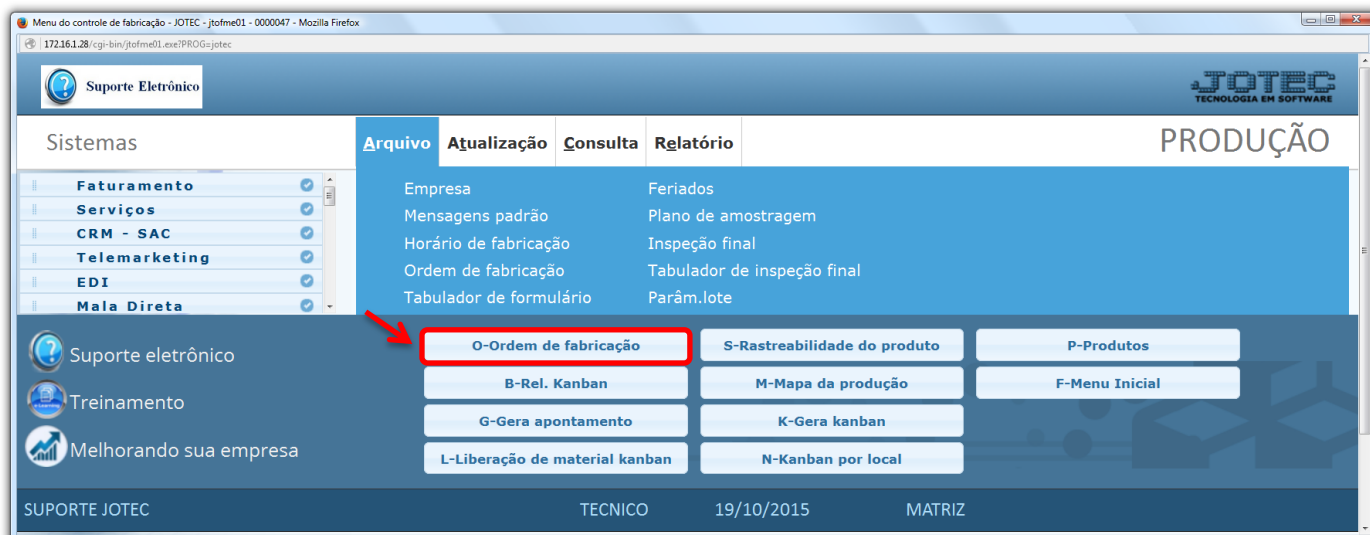 Menu do controle de fabricação - JOTEC - jtofme01 - 0000047 - Mozilla Firefox
172.16.1.28/cgi-bin/jtofme01.exe?PROG=jotec
Suporte Eletrônico
JOTEC
TECNOLOGIA EM SOFTWARE
Sistemas
Arquivo Atualização Consulta Relatório
PRODUÇÃO
Faturamento
Serviços
CRM - SAC
Telemarketing
EDI
Mala Direta
Empresa Feriados
Mensagens padrão Plano de amostragem
Horário de fabricação Inspeção final
Ordem de fabricação Tabulador de inspeção final
Tabulador de formulário Parâm.lote
Suporte eletrônico
Treinamento
Melhorando sua empresa
O-Ordem de fabricação S-Rastreabilidade do produto P-Produtos
B-Rel. Kanban M-Mapa da produção F-Menu Inicial
G-Gera apontamento K-Gera kanban
L-Liberação de material kanban N-Kanban por local
SUPORTE JOTEC TECNICO 19/10/2015 MATRIZ